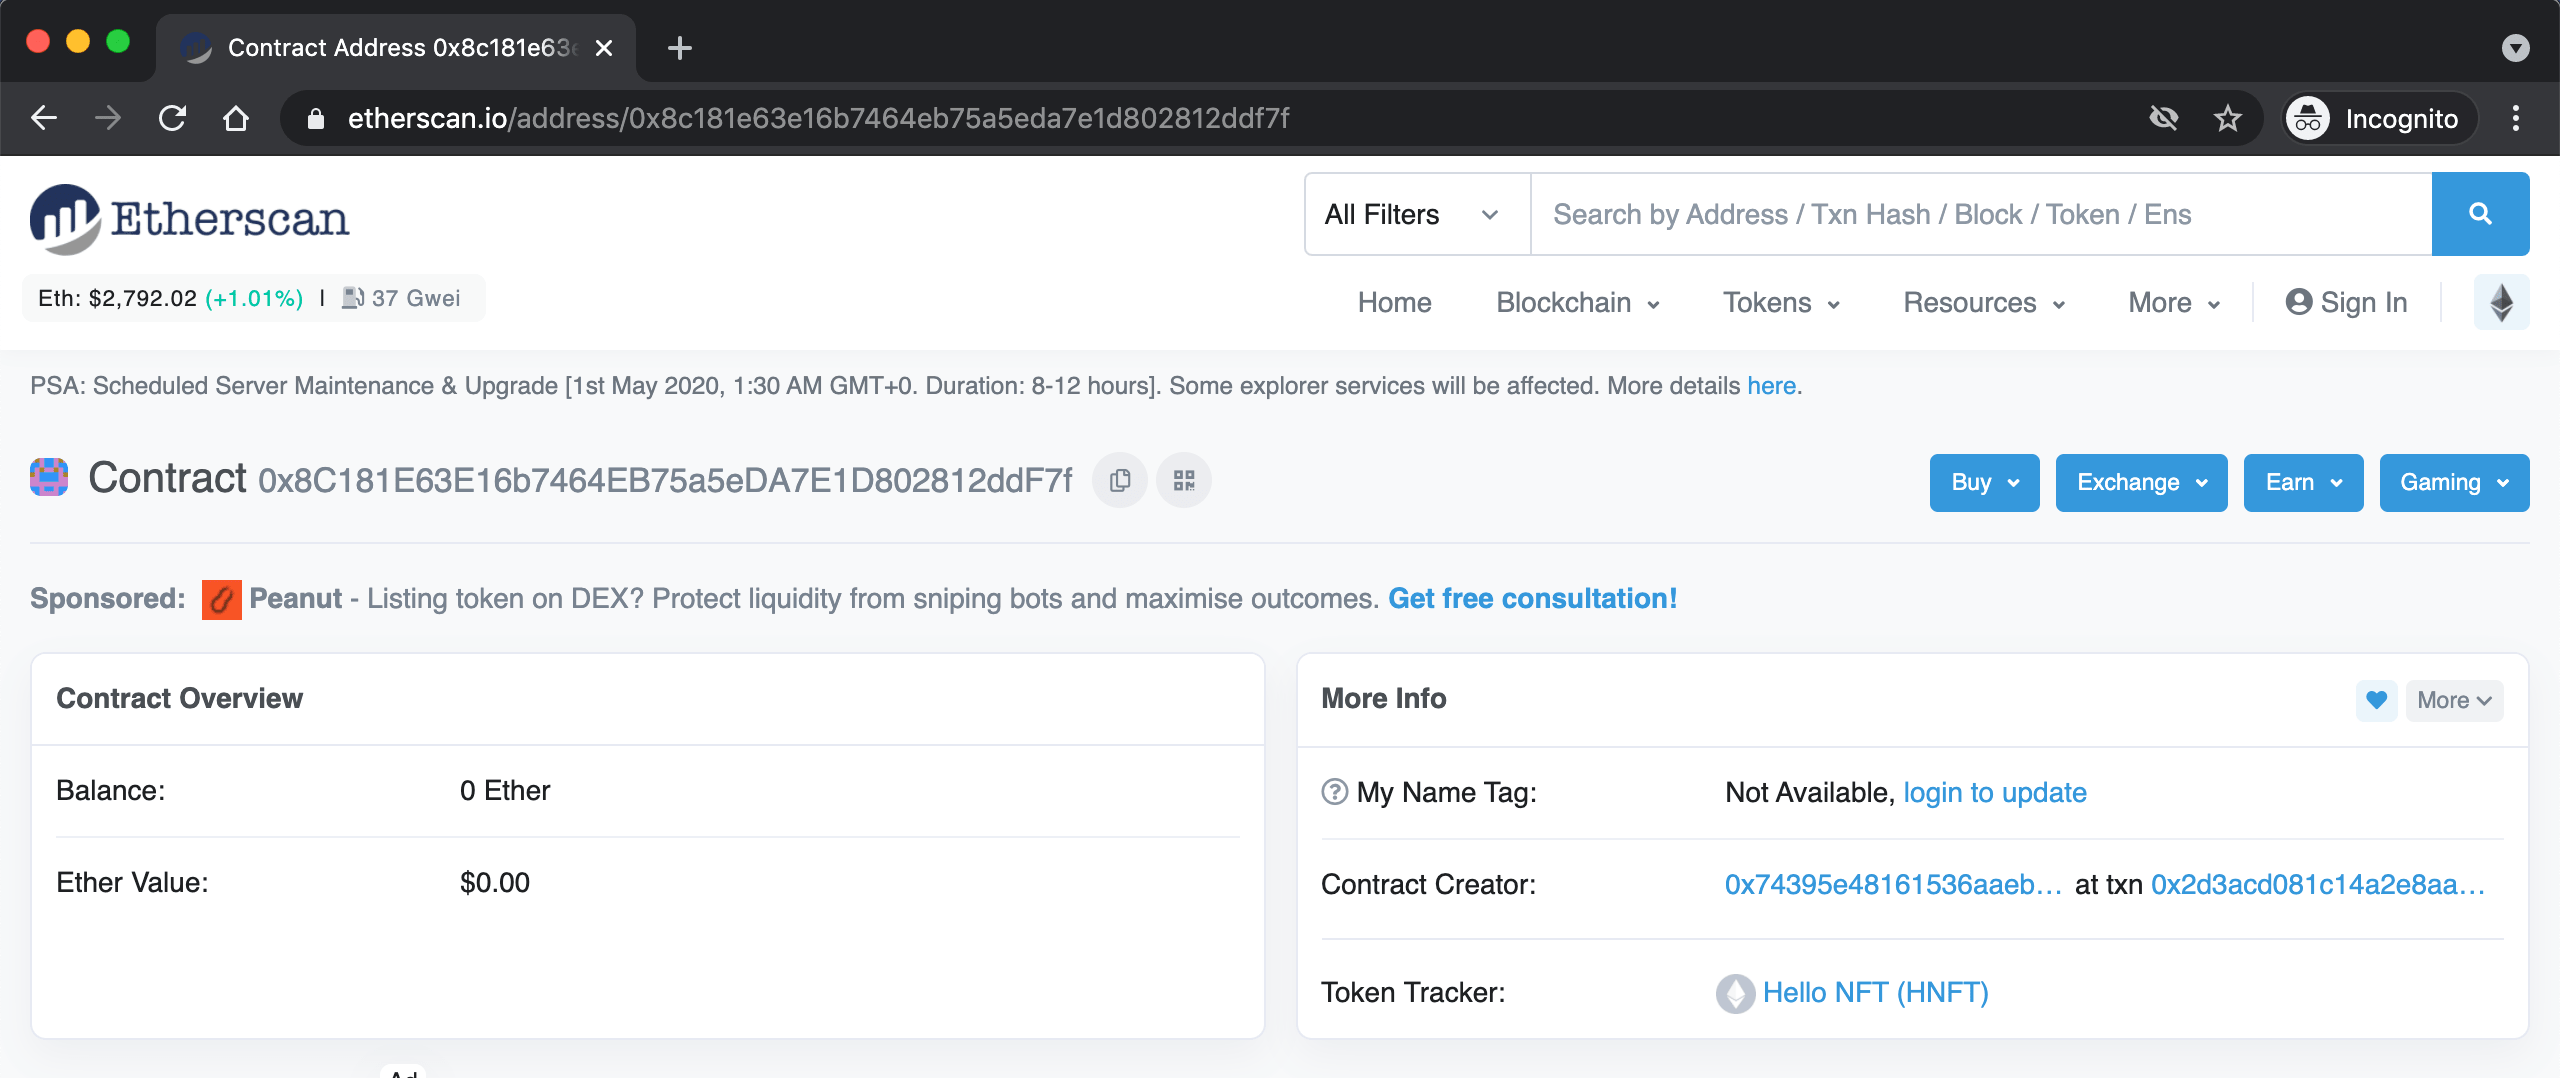 Contract Address 0x8c181e63e
etherscan.io/address/0x8c181e63e16b7464eb75a5eda7e1d802812ddf7f
Incognito
Etherscan
All Filters
Search by Address / Txn Hash / Block / Token / Ens
Eth: $2,792.02 (+1.01%) | 37 Gwei
Home Blockchain Tokens Resources More Sign In
PSA: Scheduled Server Maintenance & Upgrade [1st May 2020, 1:30 AM GMT+0. Duration: 8-12 hours]. Some explorer services will be affected. More details here.
Contract 0x8C181E63E16b7464EB75a5eDA7E1D802812ddF7f
Buy Exchange Earn Gaming
Sponsored: Peanut - Listing token on DEX? Protect liquidity from sniping bots and maximise outcomes. Get free consultation!
Contract Overview
Balance: 0 Ether
Ether Value: $0.00
More Info
More
My Name Tag: Not Available, login to update
Contract Creator: 0x74395e48161536aaeb... at txn 0x2d3acd081c14a2e8aa...
Token Tracker: Hello NFT (HNFT)
Ad